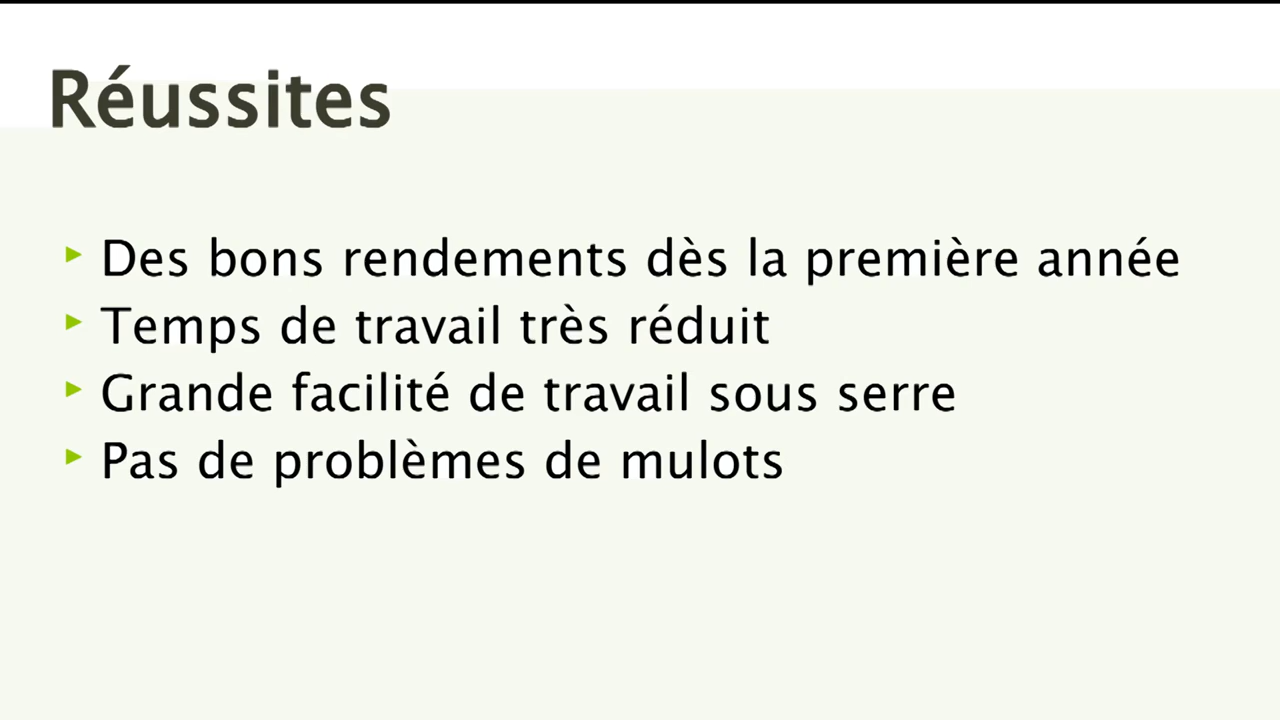 Réussites
Des bons rendements dès la première année
Temps de travail très réduit
Grande facilité de travail sous serre
Pas de problèmes de mulots